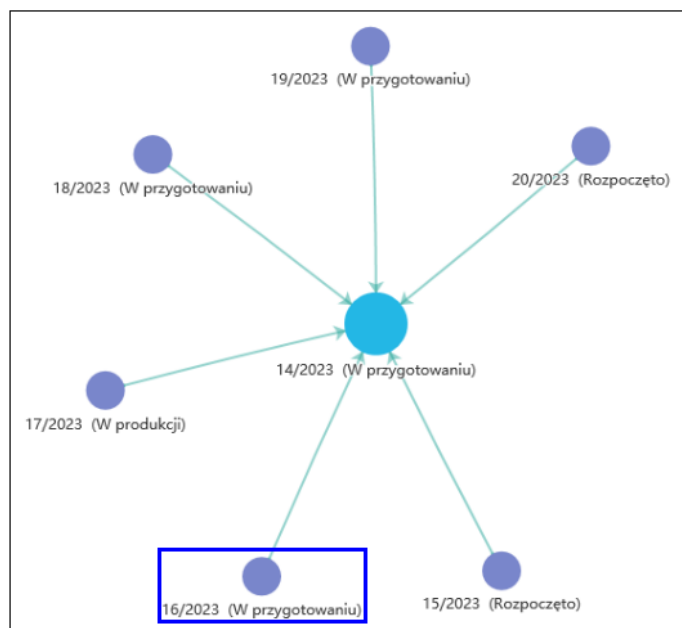 19/2023 (W przygotowaniu)
20/2023 (Rozpoczęto)
18/2023 (W przygotowaniu)
14/2023 (W przygotowaniu)
17/2023 (W produkcji)
16/2023 (W przygotowaniu)
15/2023 (Rozpoczęto)